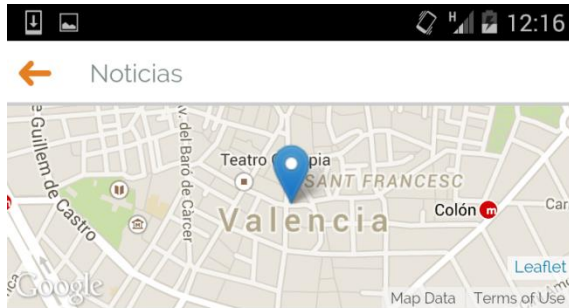 H 12:16
Noticias
e Guillem de Castro
Av. del Baró de Càrcer
Teatro O mpia
SANT FRANCESC
Valencia
Colón m
Car
Leaflet
Google
Map Data Terms of Use